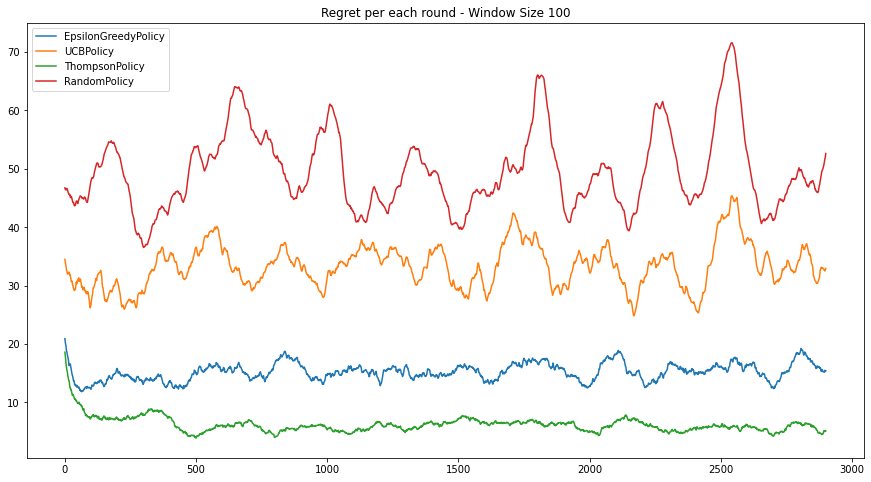 Regret per each round - Window Size 100
EpsilonGreedyPolicy
UCBPolicy
ThompsonPolicy
RandomPolicy
70
60
50
40
30
20
10
0 500 1000 1500 2000 2500 3000